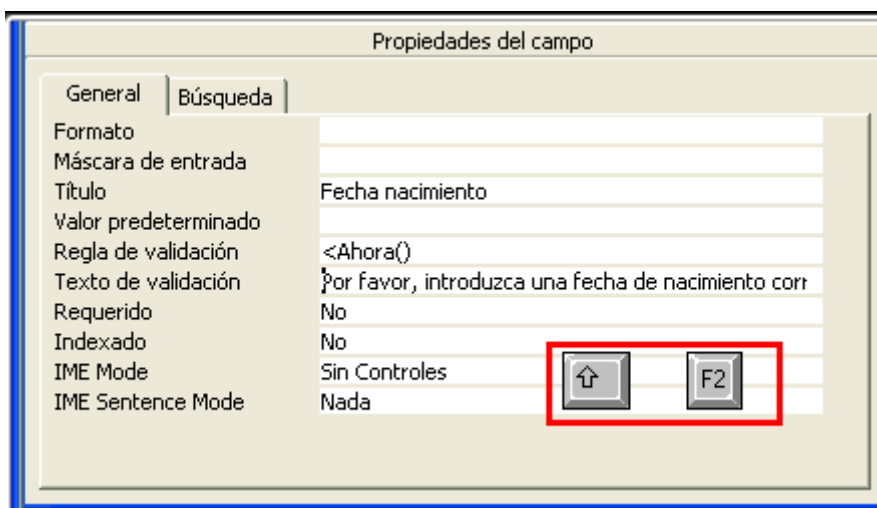 Propiedades del campo
General Búsqueda
Formato
Máscara de entrada
Título Fecha nacimiento
Valor predeterminado
Regla de validación <Ahora()
Texto de validación Por favor, introduzca una fecha de nacimiento corr
Requerido No
Indexado No
IME Mode Sin Controles
IME Sentence Mode Nada
F2